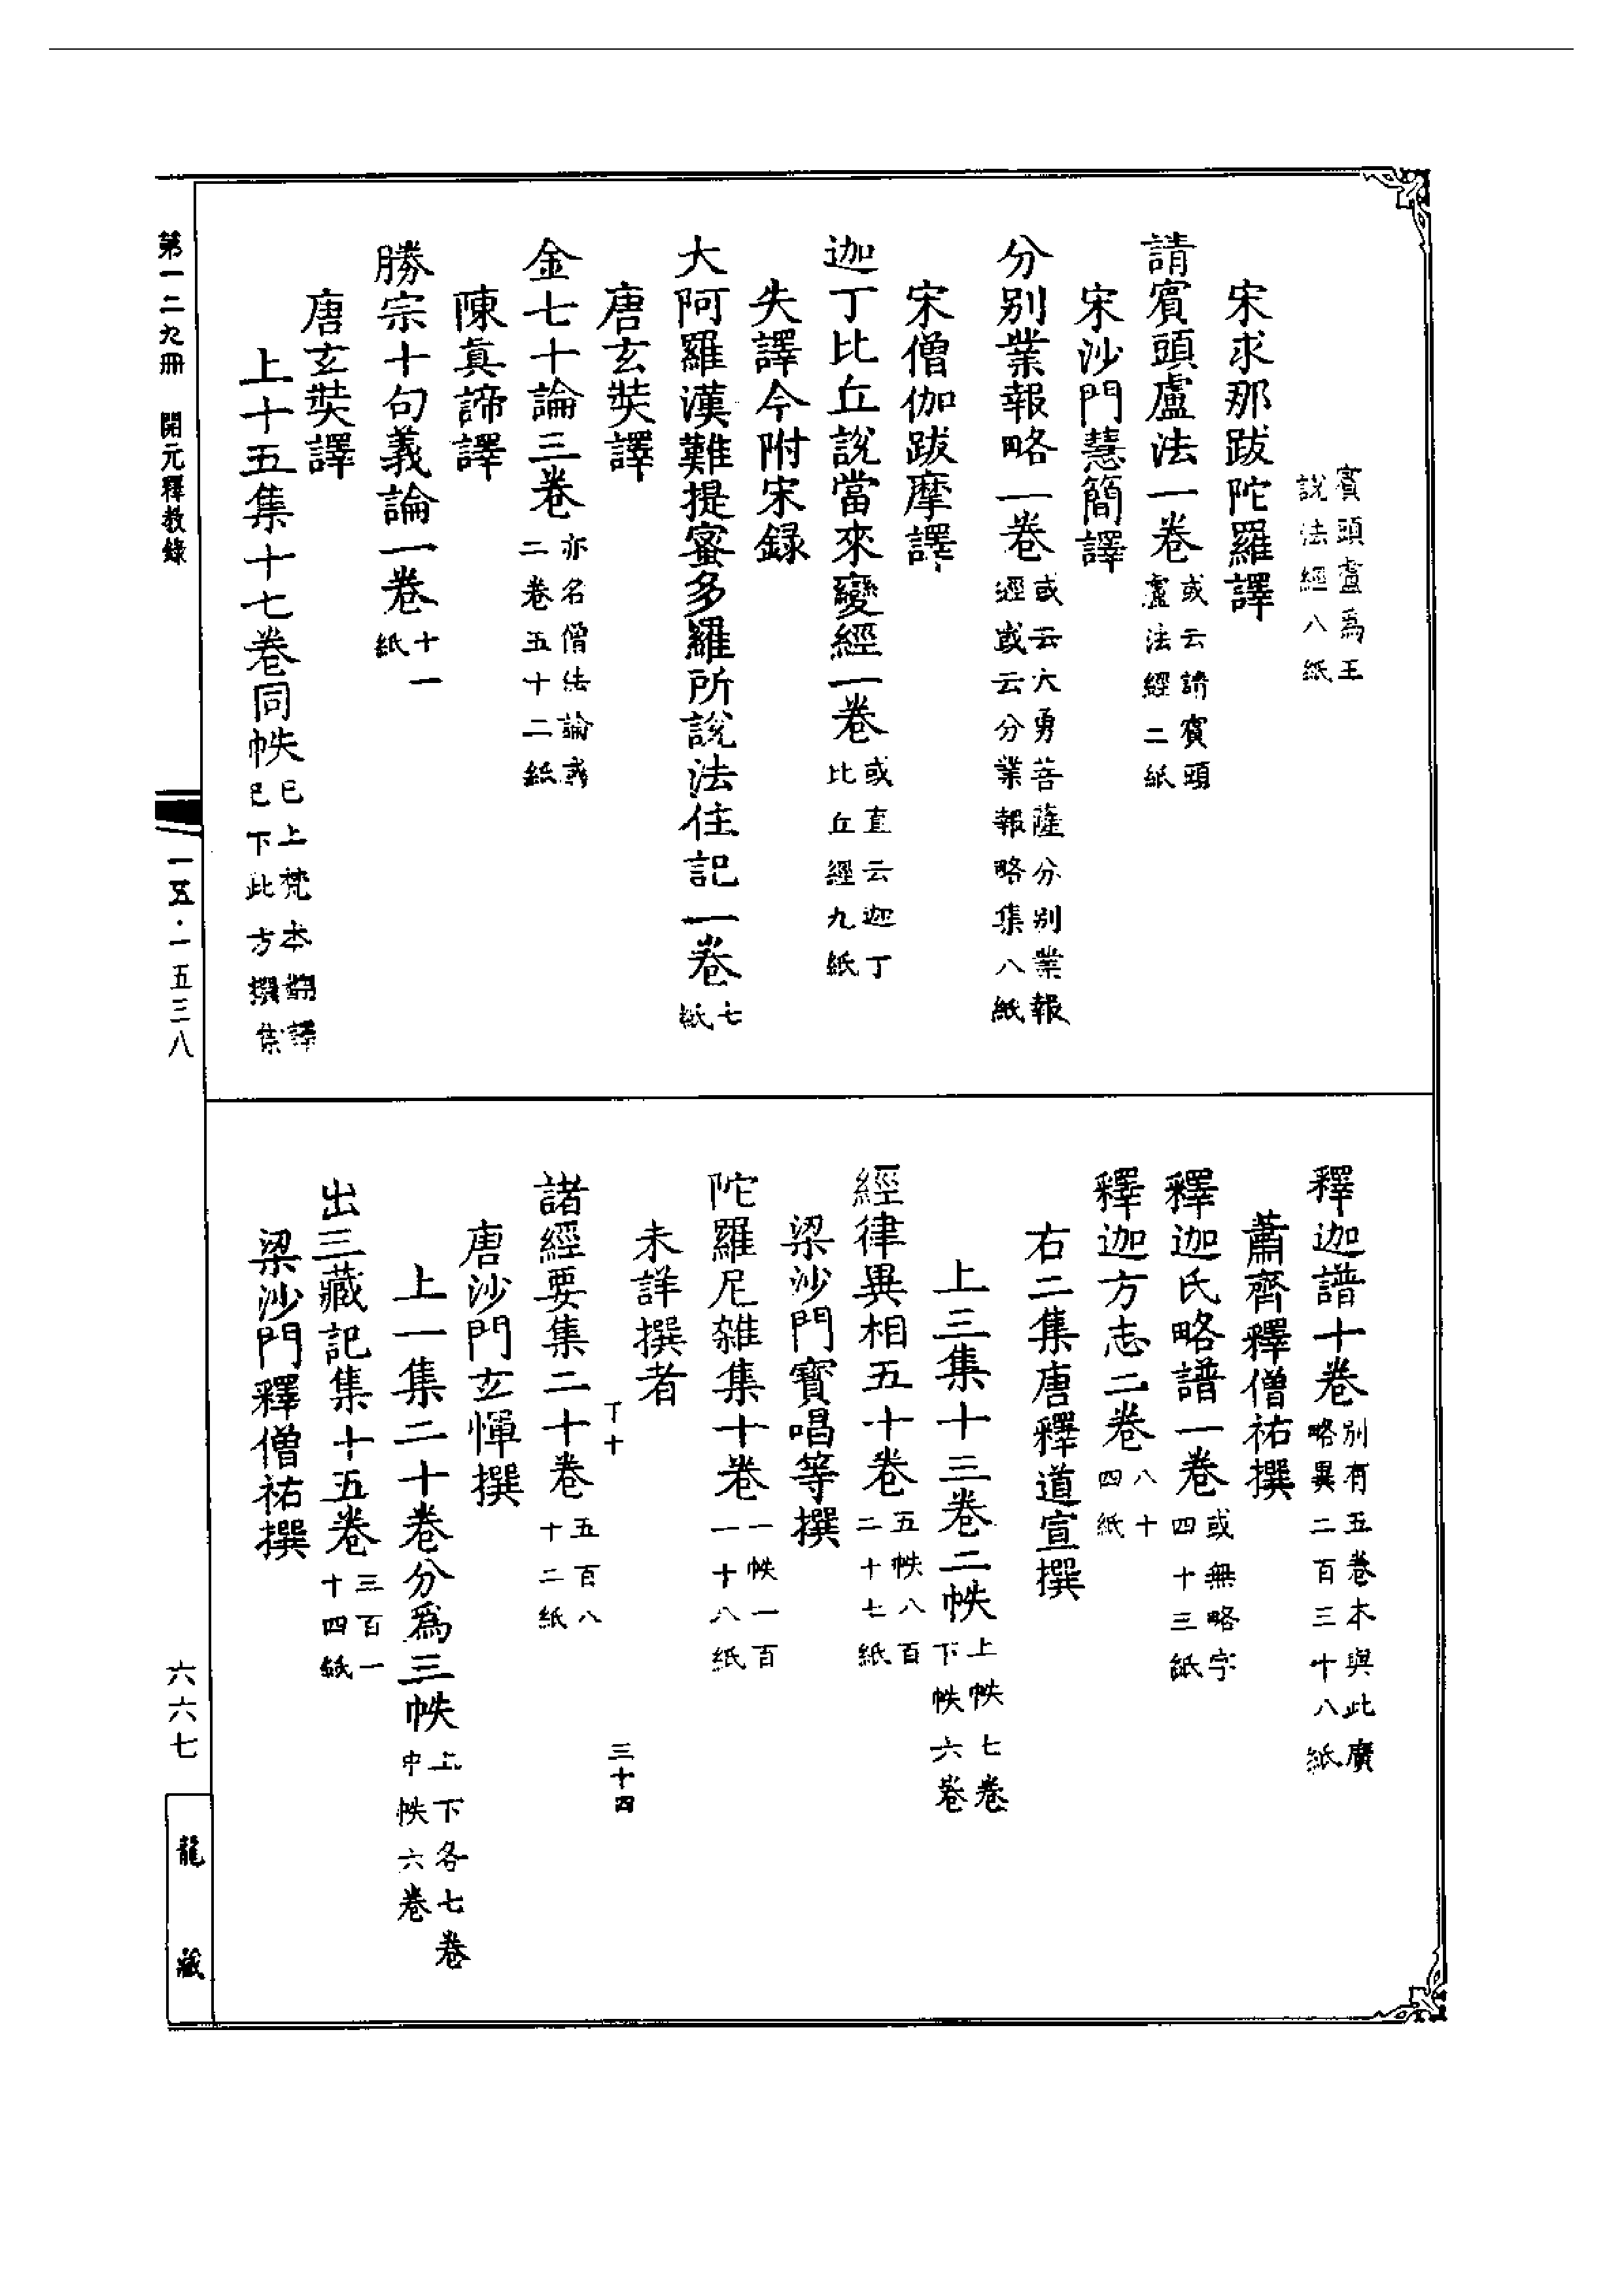 賓頭盧爲王
說法經八紙
宋求那跋陀羅譯
請賓頭盧法一卷或云請賓頭盧法經二紙
宋沙門慧簡譯
分別業報略一卷或云大勇菩薩分別業報經或云分業報略集八紙
宋僧伽跋摩譯
迦丁比丘說當來變經一卷或直云迦丁比丘經九紙
失譯今附宋録
大阿羅漢難提蜜多羅所說法住記一卷七紙
唐玄奘譯
金七十論三卷亦名僧佉論或二卷五十二紙
陳真諦譯
勝宗十句義論一卷十一紙
唐玄奘譯
上十五集十七卷同帙已上梵本翻譯已下此方撰集
釋迦譜十卷別有五卷本與此廣略異二百三十八紙
蕭齊釋僧祐撰
釋迦氏略譜一卷或無略字四十三紙
釋迦方志二卷八十四紙
右二集唐釋道宣撰
上三集十三卷二帙上帙七卷下帙六卷
經律異相五十卷五帙八百二十七紙
梁沙門寶唱等撰
陀羅尼雜集十卷一帙一百一十八紙
未詳撰者
丁十
三十四
諸經要集二十卷五百八十二紙
唐沙門玄惲撰
上一集二十卷分爲三帙上下各七卷中帙六卷
出三藏記集十五卷三百一十四紙
梁沙門釋僧祐撰
第一二九冊 開元釋教錄
一五·一五三八
六六七
龍藏